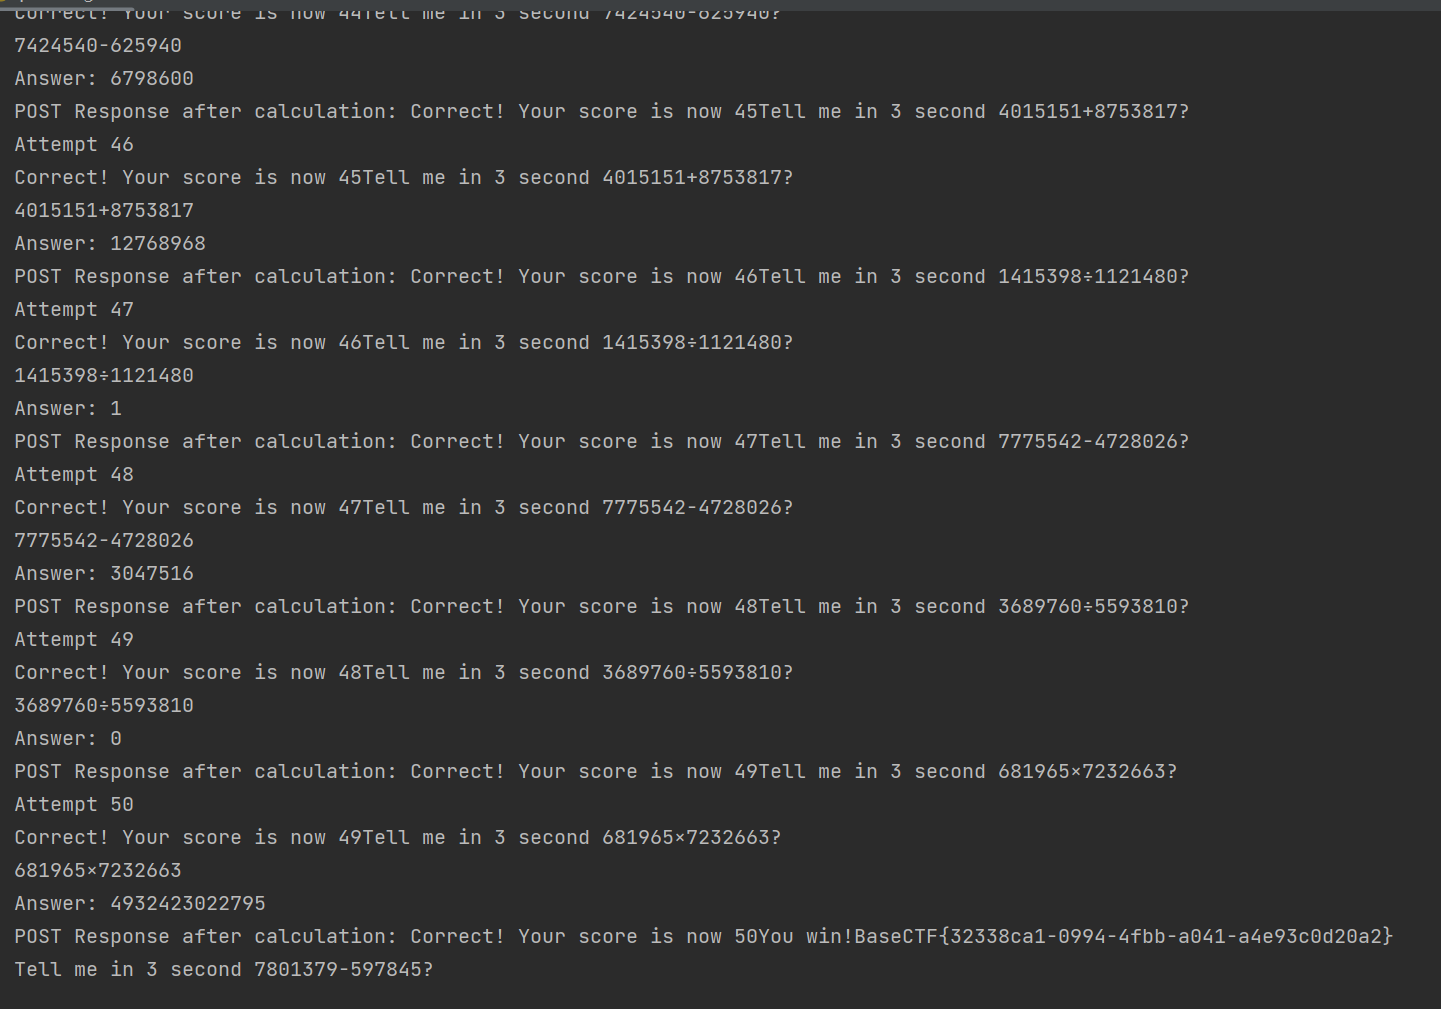 Correct! Your score is now 44Tell me in 3 second 7424540-625940?
7424540-625940
Answer: 6798600
POST Response after calculation: Correct! Your score is now 45Tell me in 3 second 4015151+8753817?
Attempt 46
Correct! Your score is now 45Tell me in 3 second 4015151+8753817?
4015151+8753817
Answer: 12768968
POST Response after calculation: Correct! Your score is now 46Tell me in 3 second 1415398÷1121480?
Attempt 47
Correct! Your score is now 46Tell me in 3 second 1415398÷1121480?
1415398÷1121480
Answer: 1
POST Response after calculation: Correct! Your score is now 47Tell me in 3 second 7775542-4728026?
Attempt 48
Correct! Your score is now 47Tell me in 3 second 7775542-4728026?
7775542-4728026
Answer: 3047516
POST Response after calculation: Correct! Your score is now 48Tell me in 3 second 3689760÷5593810?
Attempt 49
Correct! Your score is now 48Tell me in 3 second 3689760÷5593810?
3689760÷5593810
Answer: 0
POST Response after calculation: Correct! Your score is now 49Tell me in 3 second 681965×7232663?
Attempt 50
Correct! Your score is now 49Tell me in 3 second 681965×7232663?
681965×7232663
Answer: 4932423022795
POST Response after calculation: Correct! Your score is now 50You win!BaseCTF{32338ca1-0994-4fbb-a041-a4e93c0d20a2}
Tell me in 3 second 7801379-597845?